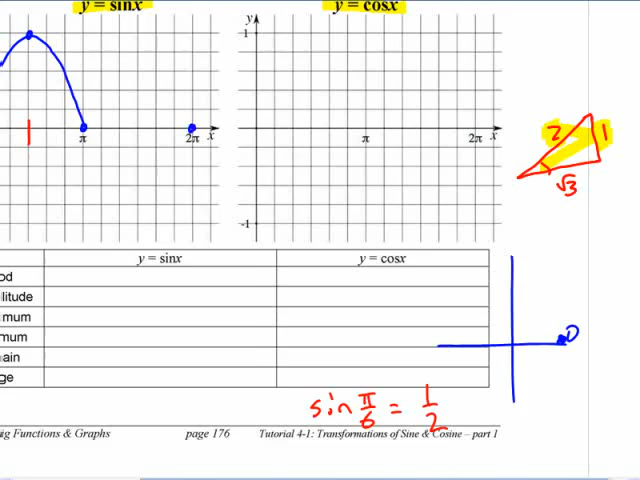 y = sinx
y = cosx
1
y
1
π
2π
x
π
2π
x
-1
2
1
√3
y = sinx
y = cosx
od
litude
mum
mum
ain
ge
0
sin π/6 = 1/2
ig Functions & Graphs
page 176
Tutorial 4-1: Transformations of Sine & Cosine – part 1